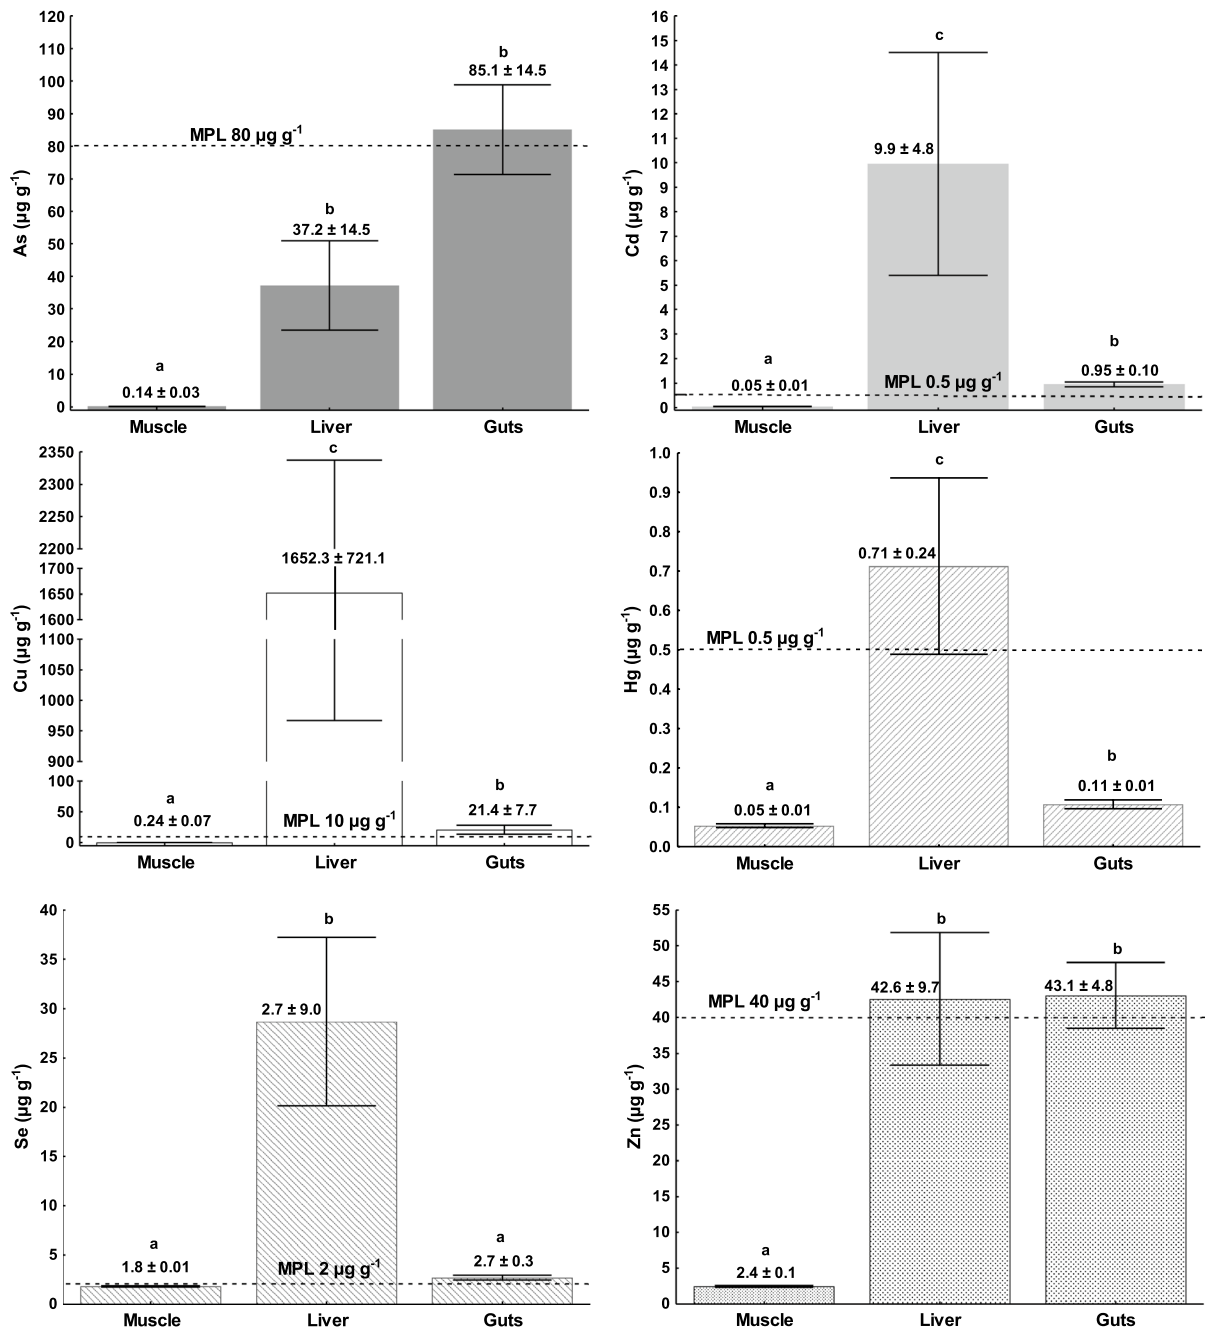 120
110
100
90
80
70
60
50
40
30
20
10
0
As (µg g-1)
MPL 80 µg g-1
a
0.14 ± 0.03
b
37.2 ± 14.5
b
85.1 ± 14.5
Muscle
Liver
Guts
16
15
14
13
12
11
10
9
8
7
6
5
4
3
2
1
0
Cd (µg g-1)
a
0.05 ± 0.01
c
9.9 ± 4.8
MPL 0.5 µg g-1
b
0.95 ± 0.10
Muscle
Liver
Guts
2350
2300
2250
2200
1700
1650
1600
1100
1050
1000
950
900
100
50
0
Cu (µg g-1)
a
0.24 ± 0.07
c
1652.3 ± 721.1
MPL 10 µg g-1
b
21.4 ± 7.7
Muscle
Liver
Guts
1.0
0.9
0.8
0.7
0.6
0.5
0.4
0.3
0.2
0.1
0.0
Hg (µg g-1)
MPL 0.5 µg g-1
a
0.05 ± 0.01
c
0.71 ± 0.24
b
0.11 ± 0.01
Muscle
Liver
Guts
40
35
30
25
20
15
10
5
0
Se (µg g-1)
a
1.8 ± 0.01
b
2.7 ± 9.0
MPL 2 µg g-1
a
2.7 ± 0.3
Muscle
Liver
Guts
55
50
45
40
35
30
25
20
15
10
5
0
Zn (µg g-1)
MPL 40 µg g-1
a
2.4 ± 0.1
b
42.6 ± 9.7
b
43.1 ± 4.8
Muscle
Liver
Guts